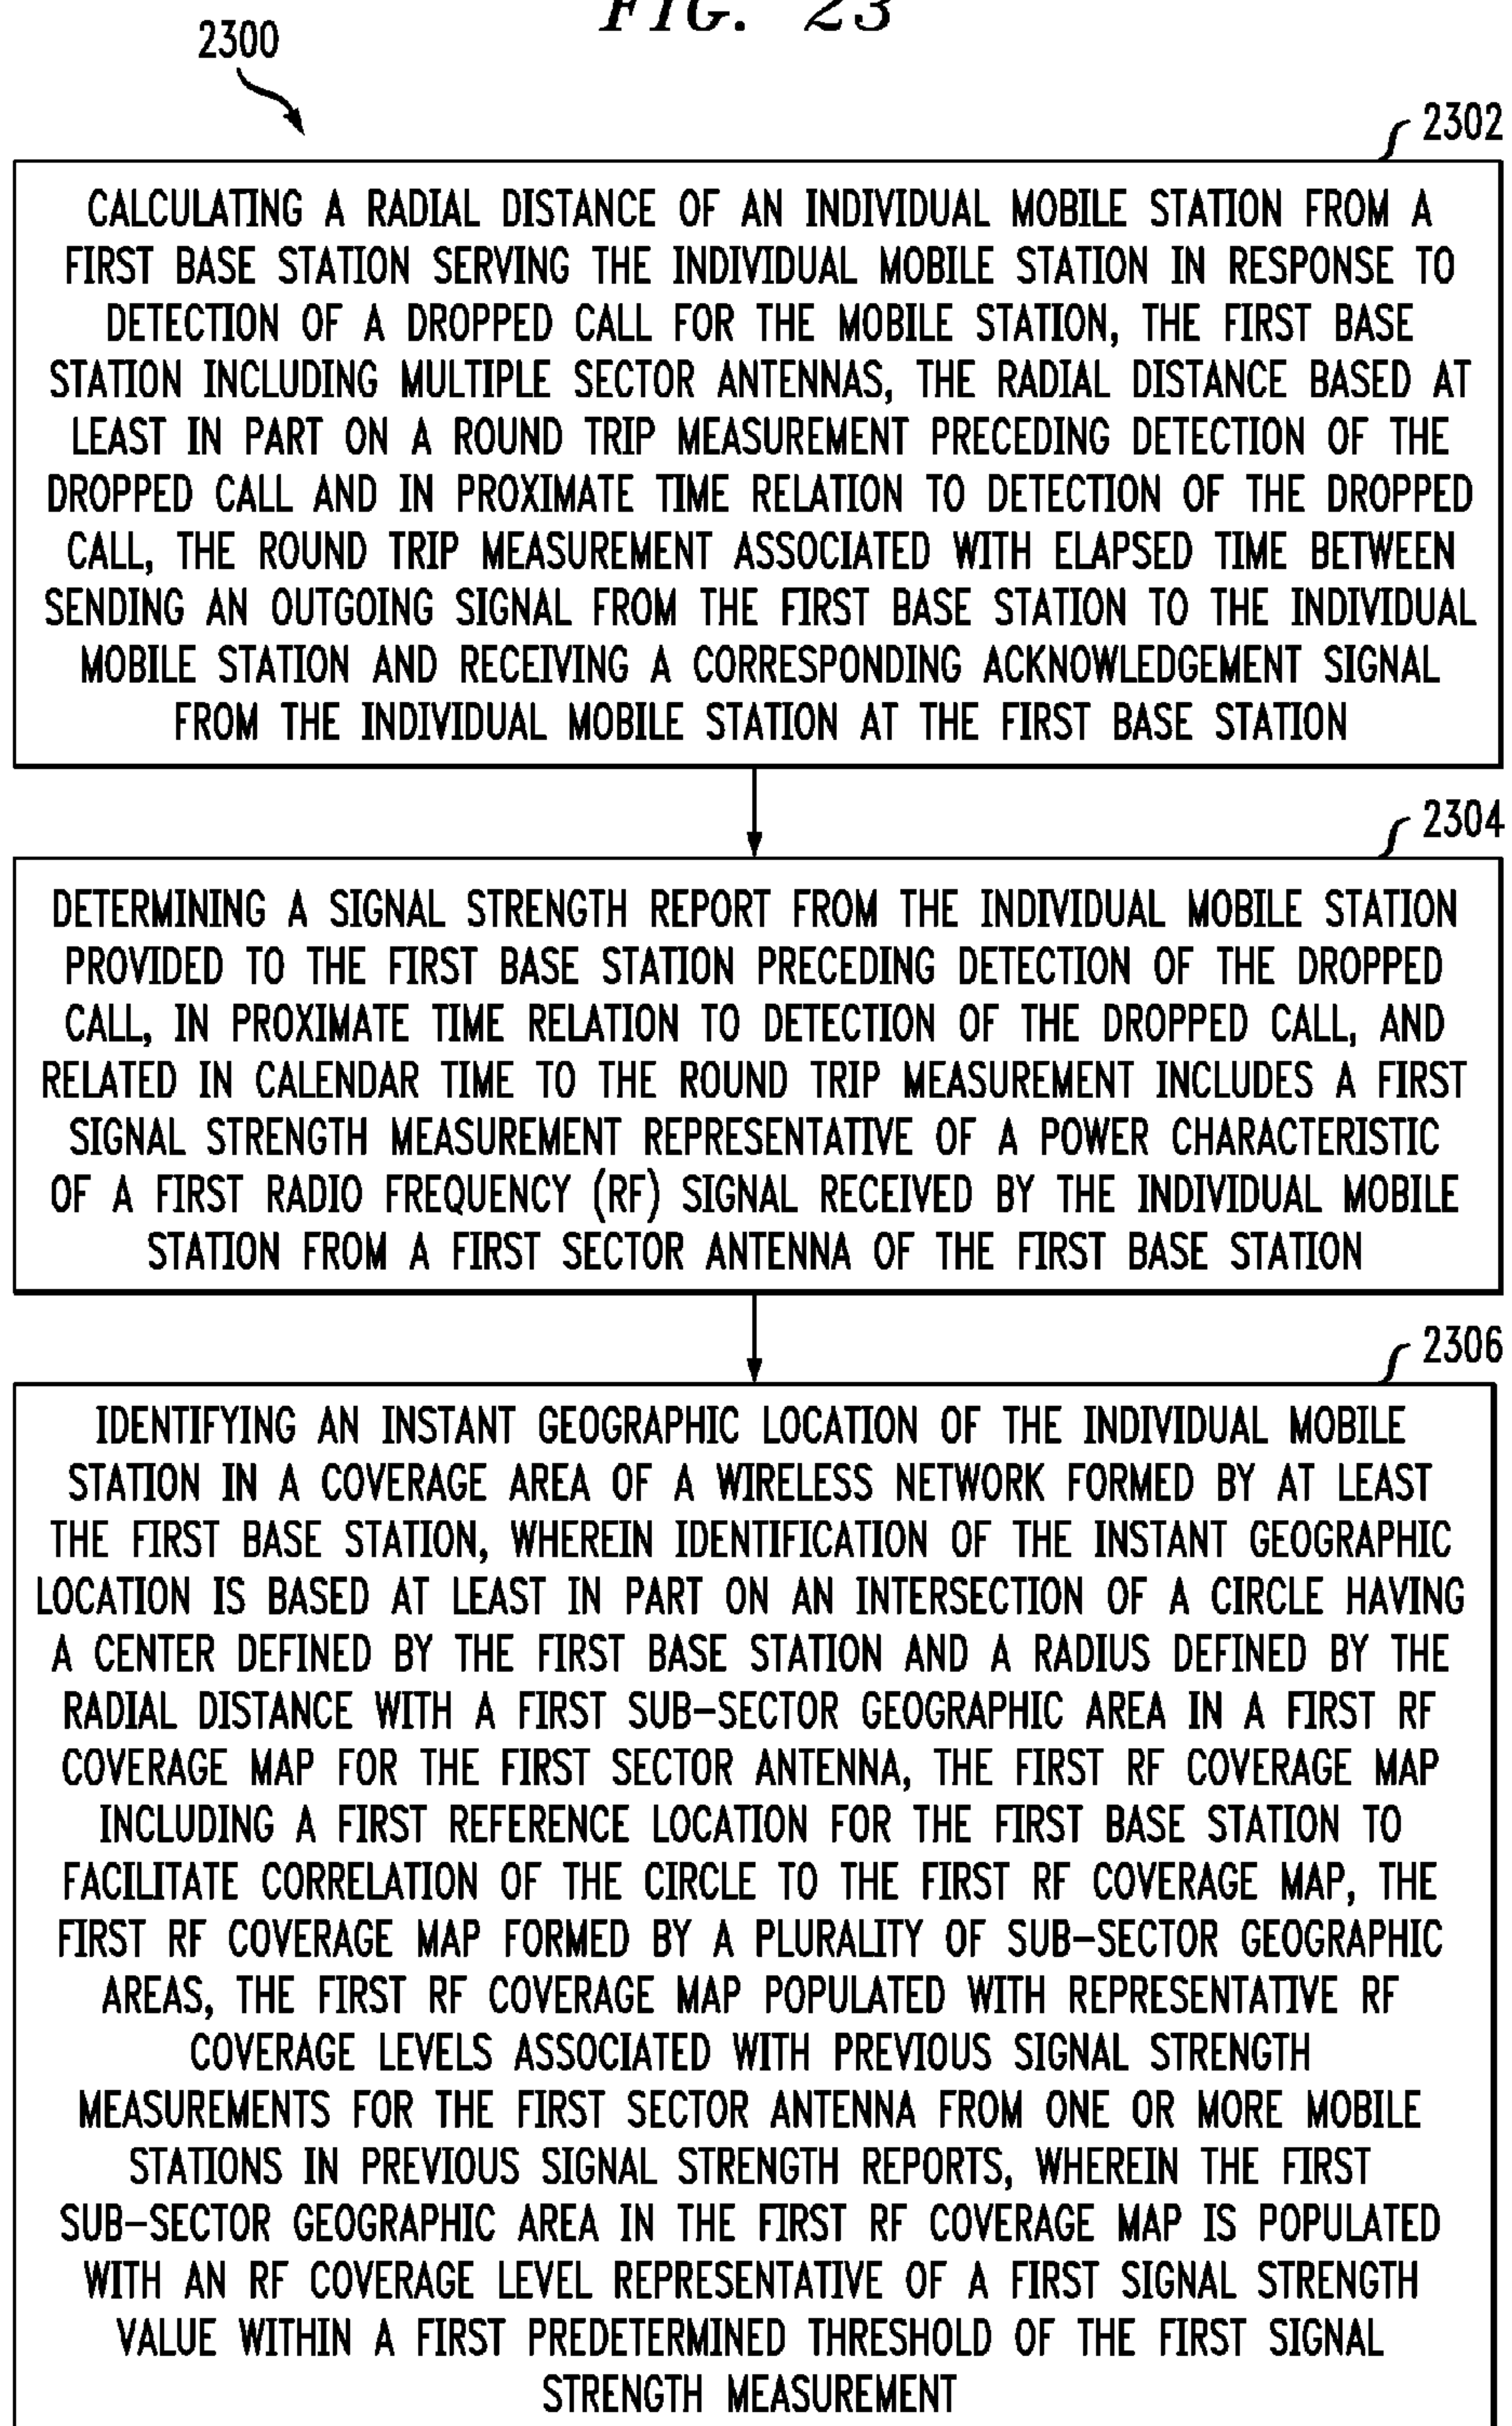 FIG. 23
2300
2302
CALCULATING A RADIAL DISTANCE OF AN INDIVIDUAL MOBILE STATION FROM A
FIRST BASE STATION SERVING THE INDIVIDUAL MOBILE STATION IN RESPONSE TO
DETECTION OF A DROPPED CALL FOR THE MOBILE STATION, THE FIRST BASE
STATION INCLUDING MULTIPLE SECTOR ANTENNAS, THE RADIAL DISTANCE BASED AT
LEAST IN PART ON A ROUND TRIP MEASUREMENT PRECEDING DETECTION OF THE
DROPPED CALL AND IN PROXIMATE TIME RELATION TO DETECTION OF THE DROPPED
CALL, THE ROUND TRIP MEASUREMENT ASSOCIATED WITH ELAPSED TIME BETWEEN
SENDING AN OUTGOING SIGNAL FROM THE FIRST BASE STATION TO THE INDIVIDUAL
MOBILE STATION AND RECEIVING A CORRESPONDING ACKNOWLEDGEMENT SIGNAL
FROM THE INDIVIDUAL MOBILE STATION AT THE FIRST BASE STATION
2304
DETERMINING A SIGNAL STRENGTH REPORT FROM THE INDIVIDUAL MOBILE STATION
PROVIDED TO THE FIRST BASE STATION PRECEDING DETECTION OF THE DROPPED
CALL, IN PROXIMATE TIME RELATION TO DETECTION OF THE DROPPED CALL, AND
RELATED IN CALENDAR TIME TO THE ROUND TRIP MEASUREMENT INCLUDES A FIRST
SIGNAL STRENGTH MEASUREMENT REPRESENTATIVE OF A POWER CHARACTERISTIC
OF A FIRST RADIO FREQUENCY (RF) SIGNAL RECEIVED BY THE INDIVIDUAL MOBILE
STATION FROM A FIRST SECTOR ANTENNA OF THE FIRST BASE STATION
2306
IDENTIFYING AN INSTANT GEOGRAPHIC LOCATION OF THE INDIVIDUAL MOBILE
STATION IN A COVERAGE AREA OF A WIRELESS NETWORK FORMED BY AT LEAST
THE FIRST BASE STATION, WHEREIN IDENTIFICATION OF THE INSTANT GEOGRAPHIC
LOCATION IS BASED AT LEAST IN PART ON AN INTERSECTION OF A CIRCLE HAVING
A CENTER DEFINED BY THE FIRST BASE STATION AND A RADIUS DEFINED BY THE
RADIAL DISTANCE WITH A FIRST SUB-SECTOR GEOGRAPHIC AREA IN A FIRST RF
COVERAGE MAP FOR THE FIRST SECTOR ANTENNA, THE FIRST RF COVERAGE MAP
INCLUDING A FIRST REFERENCE LOCATION FOR THE FIRST BASE STATION TO
FACILITATE CORRELATION OF THE CIRCLE TO THE FIRST RF COVERAGE MAP, THE
FIRST RF COVERAGE MAP FORMED BY A PLURALITY OF SUB-SECTOR GEOGRAPHIC
AREAS, THE FIRST RF COVERAGE MAP POPULATED WITH REPRESENTATIVE RF
COVERAGE LEVELS ASSOCIATED WITH PREVIOUS SIGNAL STRENGTH
MEASUREMENTS FOR THE FIRST SECTOR ANTENNA FROM ONE OR MORE MOBILE
STATIONS IN PREVIOUS SIGNAL STRENGTH REPORTS, WHEREIN THE FIRST
SUB-SECTOR GEOGRAPHIC AREA IN THE FIRST RF COVERAGE MAP IS POPULATED
WITH AN RF COVERAGE LEVEL REPRESENTATIVE OF A FIRST SIGNAL STRENGTH
VALUE WITHIN A FIRST PREDETERMINED THRESHOLD OF THE FIRST SIGNAL
STRENGTH MEASUREMENT